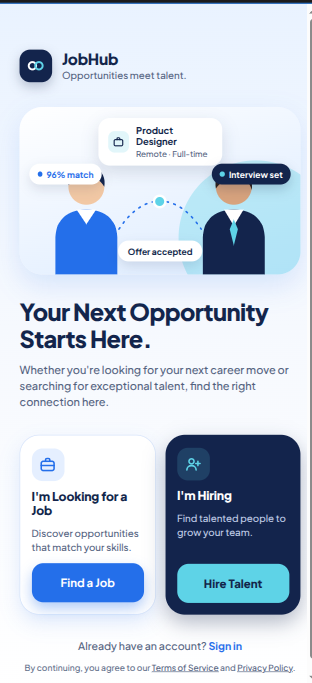 JobHub
Opportunities meet talent.
Product
Designer
Remote · Full-time
96% match
Interview set
Offer accepted
Your Next Opportunity
Starts Here.
Whether you're looking for your next career move or
searching for exceptional talent, find the right
connection here.
I'm Looking for a
Job
Discover opportunities
that match your skills.
Find a Job
I'm Hiring
Find talented people to
grow your team.
Hire Talent
Already have an account? Sign in
By continuing, you agree to our Terms of Service and Privacy Policy.